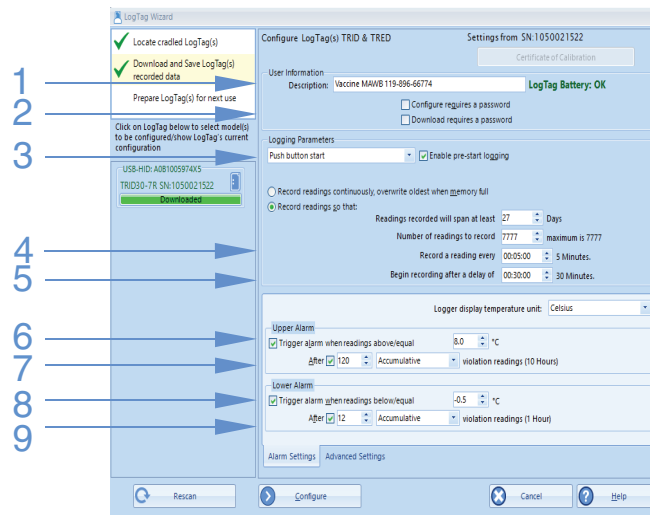 LogTag Wizard
Locate cradled LogTag(s)
Download and Save LogTag(s)
recorded data
Prepare LogTag(s) for next use
Click on LogTag below to select model(s)
to be configured/show LogTag's current
configuration
USB-HID: A0B1005974X5
TRID30-7R SN:1050021522
Downloaded
1
2
3
4
5
6
7
8
9
Configure LogTag(s) TRID & TRED
Settings from SN:1050021522
Certificate of Calibration
User Information
Description: Vaccine MAWB 119-896-66774
LogTag Battery: OK
Configure requires a password
Download requires a password
Logging Parameters
Push button start
Enable pre-start logging
Record readings continuously, overwrite oldest when memory full
Record readings so that:
Readings recorded will span at least 27 Days
Number of readings to record 7777 maximum is 7777
Record a reading every 00:05:00 5 Minutes.
Begin recording after a delay of 00:30:00 30 Minutes.
Logger display temperature unit: Celsius
Upper Alarm
Trigger alarm when readings above/equal 8.0 °C
After 120 Accumulative violation readings (10 Hours)
Lower Alarm
Trigger alarm when readings below/equal -0.5 °C
After 12 Accumulative violation readings (1 Hour)
Alarm Settings Advanced Settings
Rescan
Configure
Cancel
Help